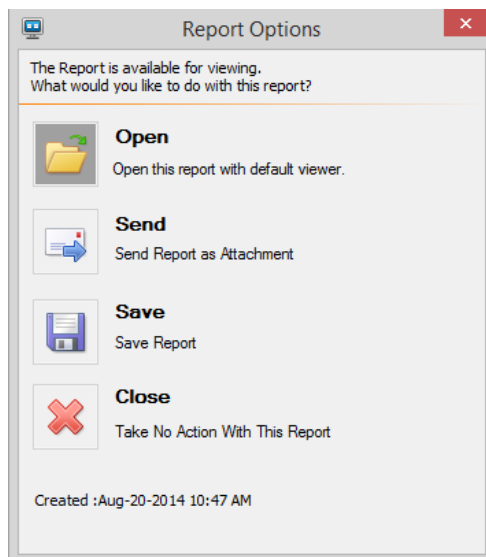 Report Options
The Report is available for viewing.
What would you like to do with this report?
Open
Open this report with default viewer.
Send
Send Report as Attachment
Save
Save Report
Close
Take No Action With This Report
Created :Aug-20-2014 10:47 AM